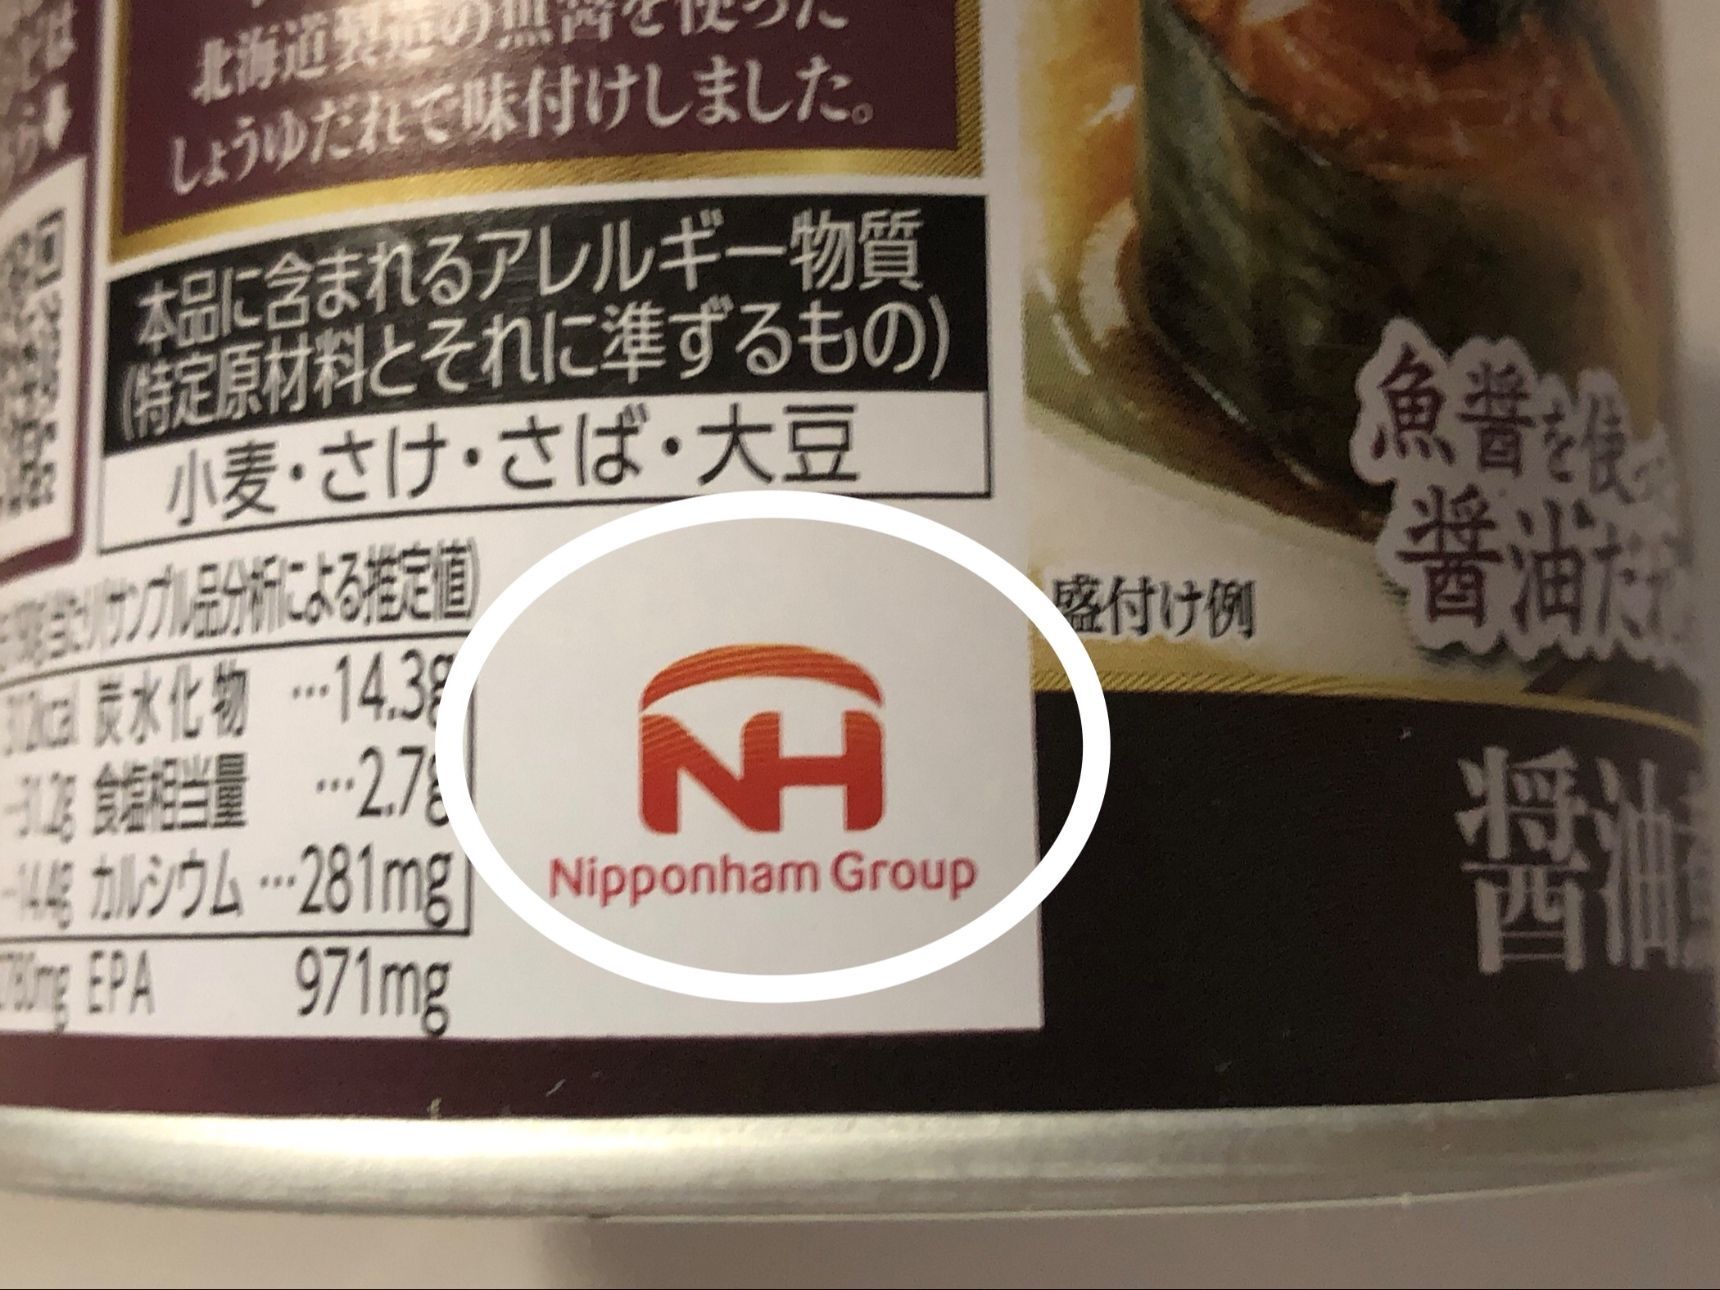 北海道製造の魚醤を使った
しょうゆだれで味付けしました。
本品に含まれるアレルギー物質
(特定原材料とそれに準ずるもの)
小麦・さけ・さば・大豆
サンプル品分析による推定値)
炭水化物 …14.3g
食塩相当量 …2.7g
カルシウム …281mg
EPA 971mg
NH
Nipponham Group
魚醤を使っ
醤油だれ
盛付け例
醤油